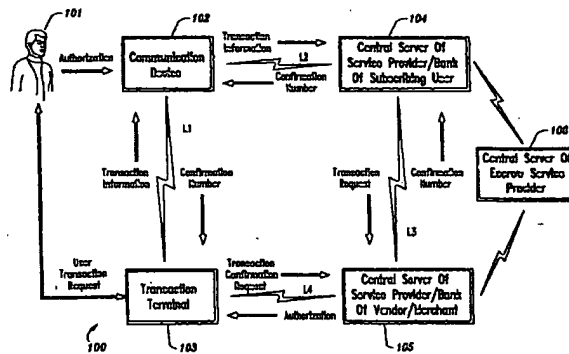 101
102
104
Authorization
Communication
Device
Transaction
Information
L2
Confirmation
Number
Central Server Of
Service Provider/Bank
Of Subscribing User
106
Central Server Of
Escrow Service
Provider
L1
Transaction
Information
Confirmation
Number
Transaction
Request
Confirmation
Number
L3
User
Transaction
Request
Transaction
Terminal
Transaction
Confirmation
Request
L4
Authorization
Central Server Of
Service Provider/Bank
Of Vendor/Merchant
100
103
105